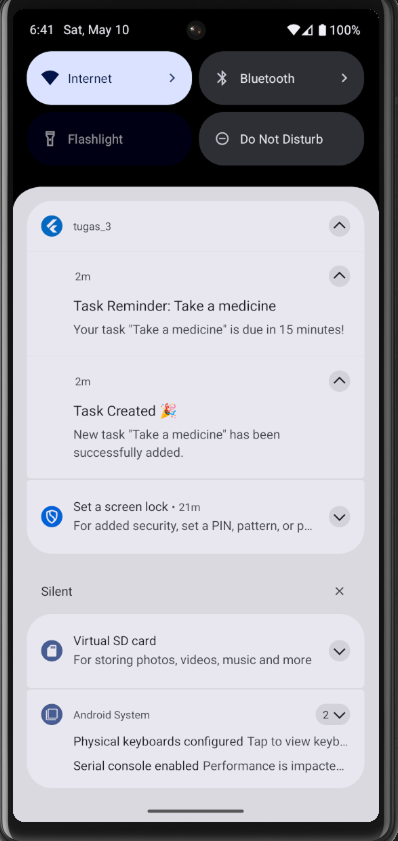 6:41 Sat, May 10 100%
Internet Bluetooth
Flashlight Do Not Disturb
tugas_3
2m
Task Reminder: Take a medicine
Your task "Take a medicine" is due in 15 minutes!
2m
Task Created 🎉
New task "Take a medicine" has been
successfully added.
Set a screen lock • 21m
For added security, set a PIN, pattern, or p...
Silent
Virtual SD card
For storing photos, videos, music and more
Android System 2
Physical keyboards configured Tap to view keyb...
Serial console enabled Performance is impacte...